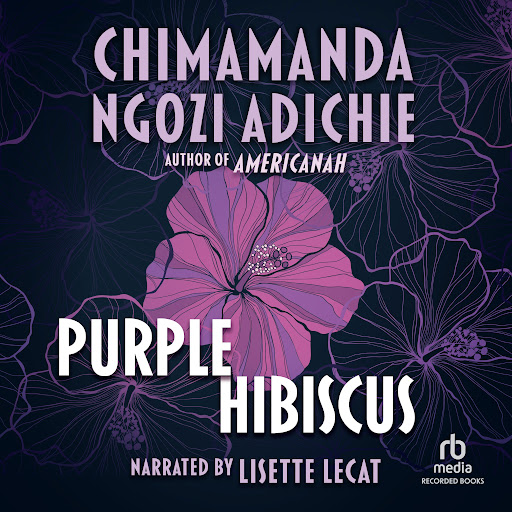 CHIMAMANDA
NGOZI ADICHIE
AUTHOR OF AMERICANAH
PURPLE
HIBISCUS
NARRATED BY LISETTE LECAT
rb
media
RECORDED BOOKS